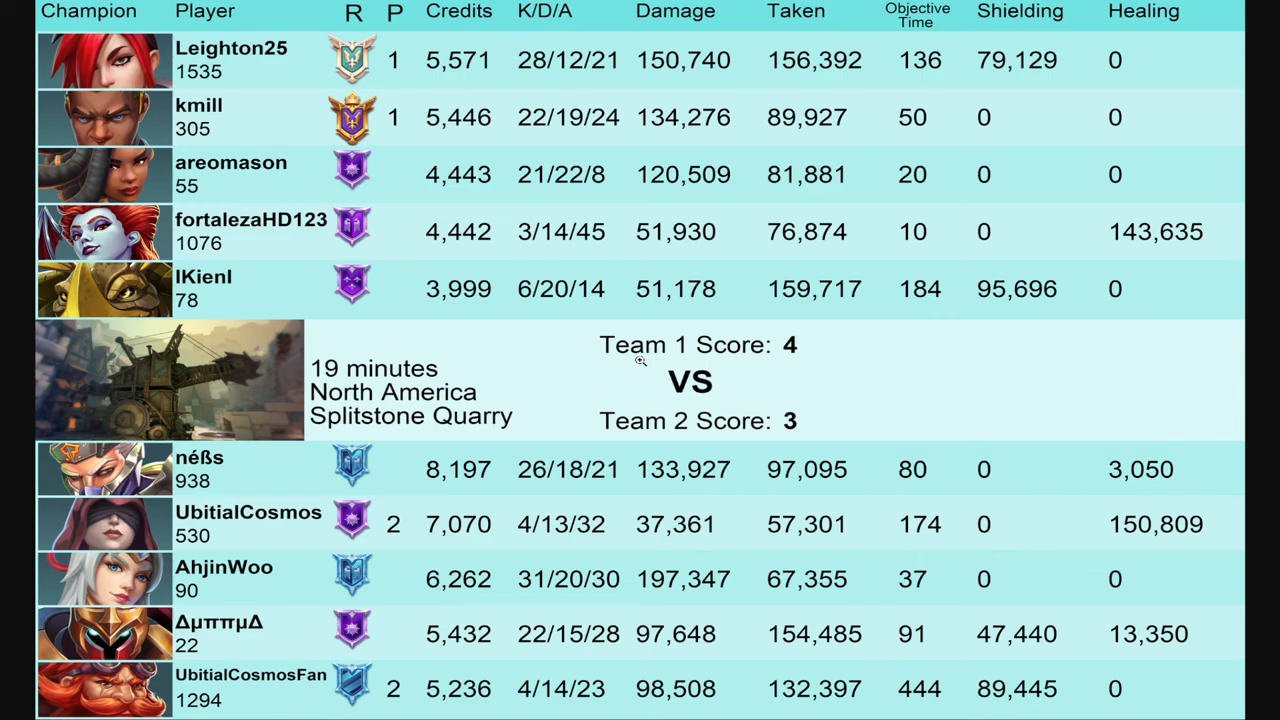 Champion Player R P Credits K/D/A Damage Taken Objective Time Shielding Healing
Leighton25 1535 1 5,571 28/12/21 150,740 156,392 136 79,129 0
kmill 305 1 5,446 22/19/24 134,276 89,927 50 0 0
areomason 55 4,443 21/22/8 120,509 81,881 20 0 0
fortalezaHD123 1076 4,442 3/14/45 51,930 76,874 10 0 143,635
IKienI 78 3,999 6/20/14 51,178 159,717 184 95,696 0
Team 1 Score: 4
19 minutes
North America
Splitstone Quarry
VS
Team 2 Score: 3
néßs 938 8,197 26/18/21 133,927 97,095 80 0 3,050
UbitialCosmos 530 2 7,070 4/13/32 37,361 57,301 174 0 150,809
AhjinWoo 90 6,262 31/20/30 197,347 67,355 37 0 0
ΔμππμΔ 22 5,432 22/15/28 97,648 154,485 91 47,440 13,350
UbitialCosmosFan 1294 2 5,236 4/14/23 98,508 132,397 444 89,445 0